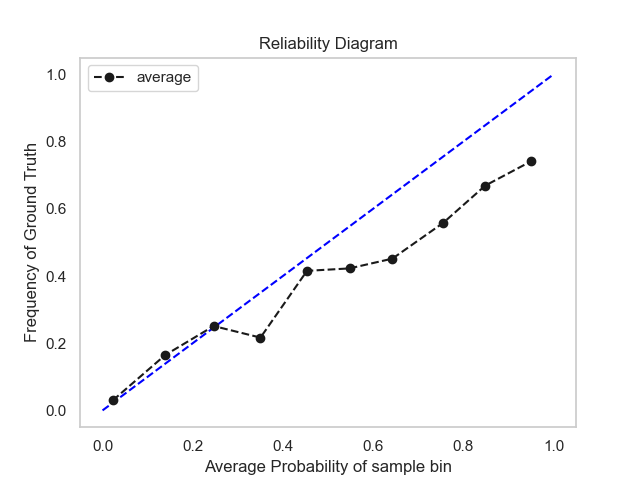 Reliability Diagram
average
Frequency of Ground Truth
1.0
0.8
0.6
0.4
0.2
0.0
0.0 0.2 0.4 0.6 0.8 1.0
Average Probability of sample bin